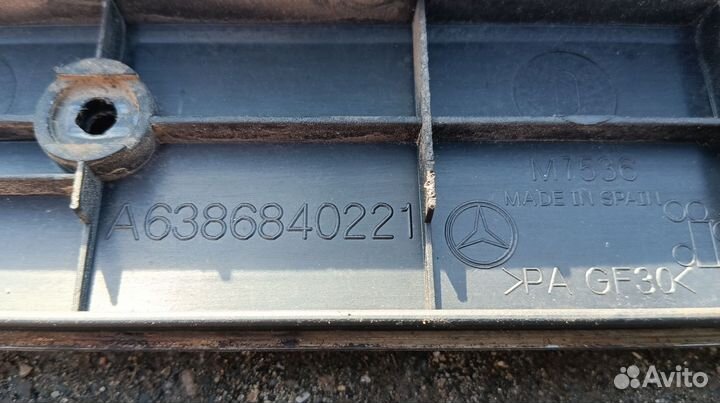 M7536
MADE IN SPAIN
A6386840221
>PA GF30<
Avito